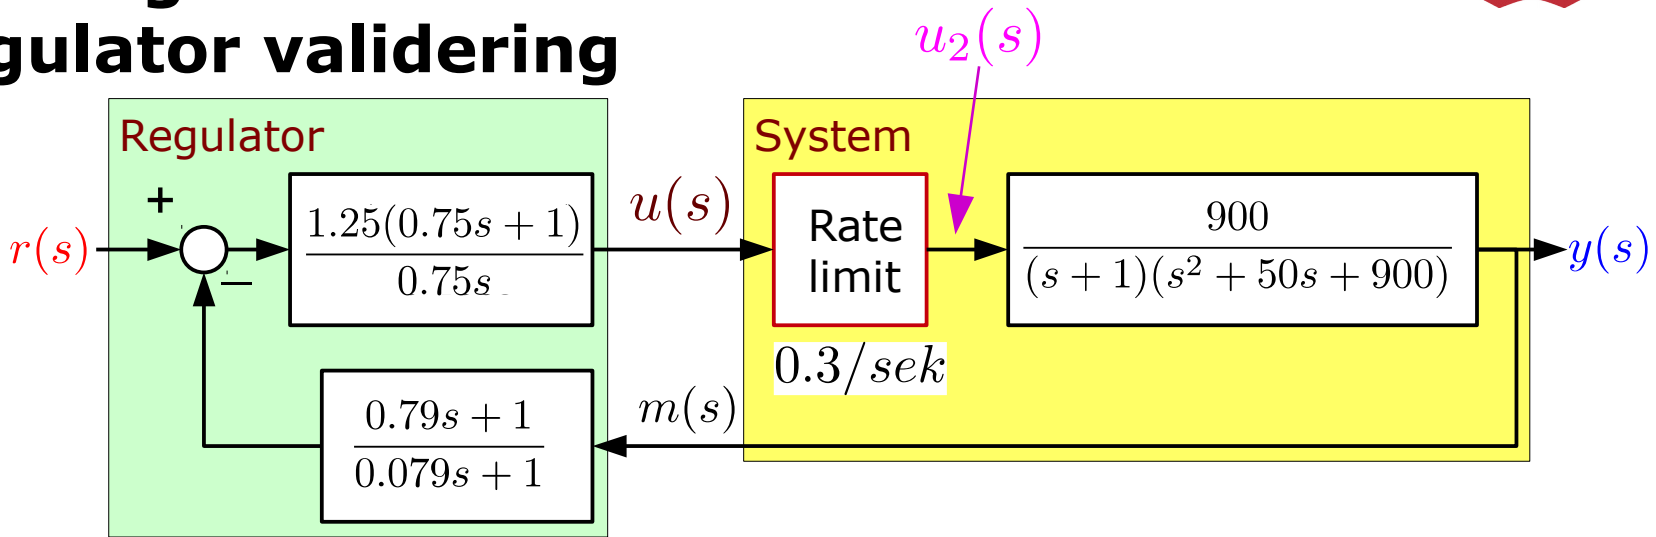 gulator validering
u₂(s)
Regulator
System
+
r(s)
−
1.25(0.75s + 1)
0.75s
u(s)
Rate
limit
900
(s + 1)(s² + 50s + 900)
y(s)
0.3/sek
0.79s + 1
0.079s + 1
m(s)